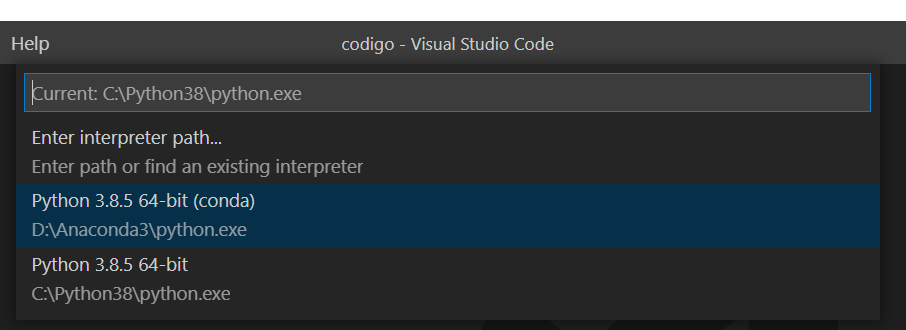 Help
codigo - Visual Studio Code
Current: C:\Python38\python.exe
Enter interpreter path...
Enter path or find an existing interpreter
Python 3.8.5 64-bit (conda)
D:\Anaconda3\python.exe
Python 3.8.5 64-bit
C:\Python38\python.exe